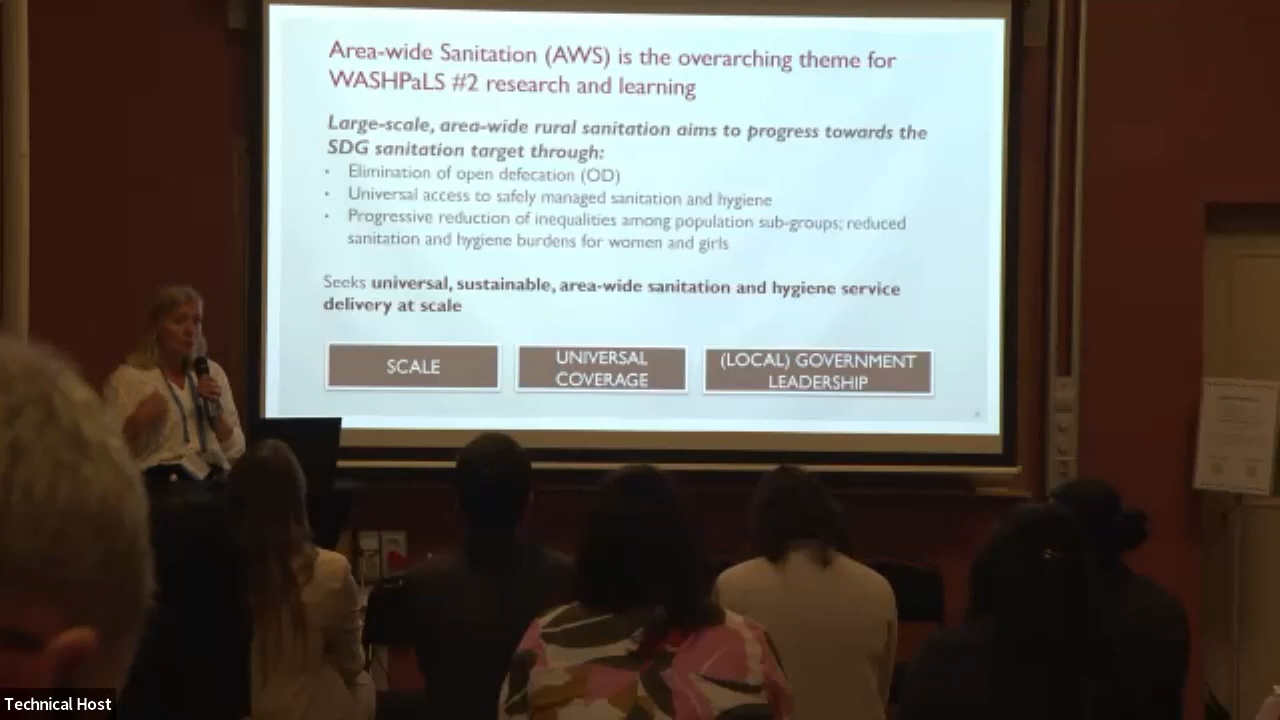 Area-wide Sanitation (AWS) is the overarching theme for
WASHPaLS #2 research and learning
Large-scale, area-wide rural sanitation aims to progress towards the
SDG sanitation target through:
• Elimination of open defecation (OD)
• Universal access to safely managed sanitation and hygiene
• Progressive reduction of inequalities among population sub-groups; reduced
sanitation and hygiene burdens for women and girls
Seeks universal, sustainable, area-wide sanitation and hygiene service
delivery at scale
SCALE
UNIVERSAL
COVERAGE
(LOCAL) GOVERNMENT
LEADERSHIP
Technical Host